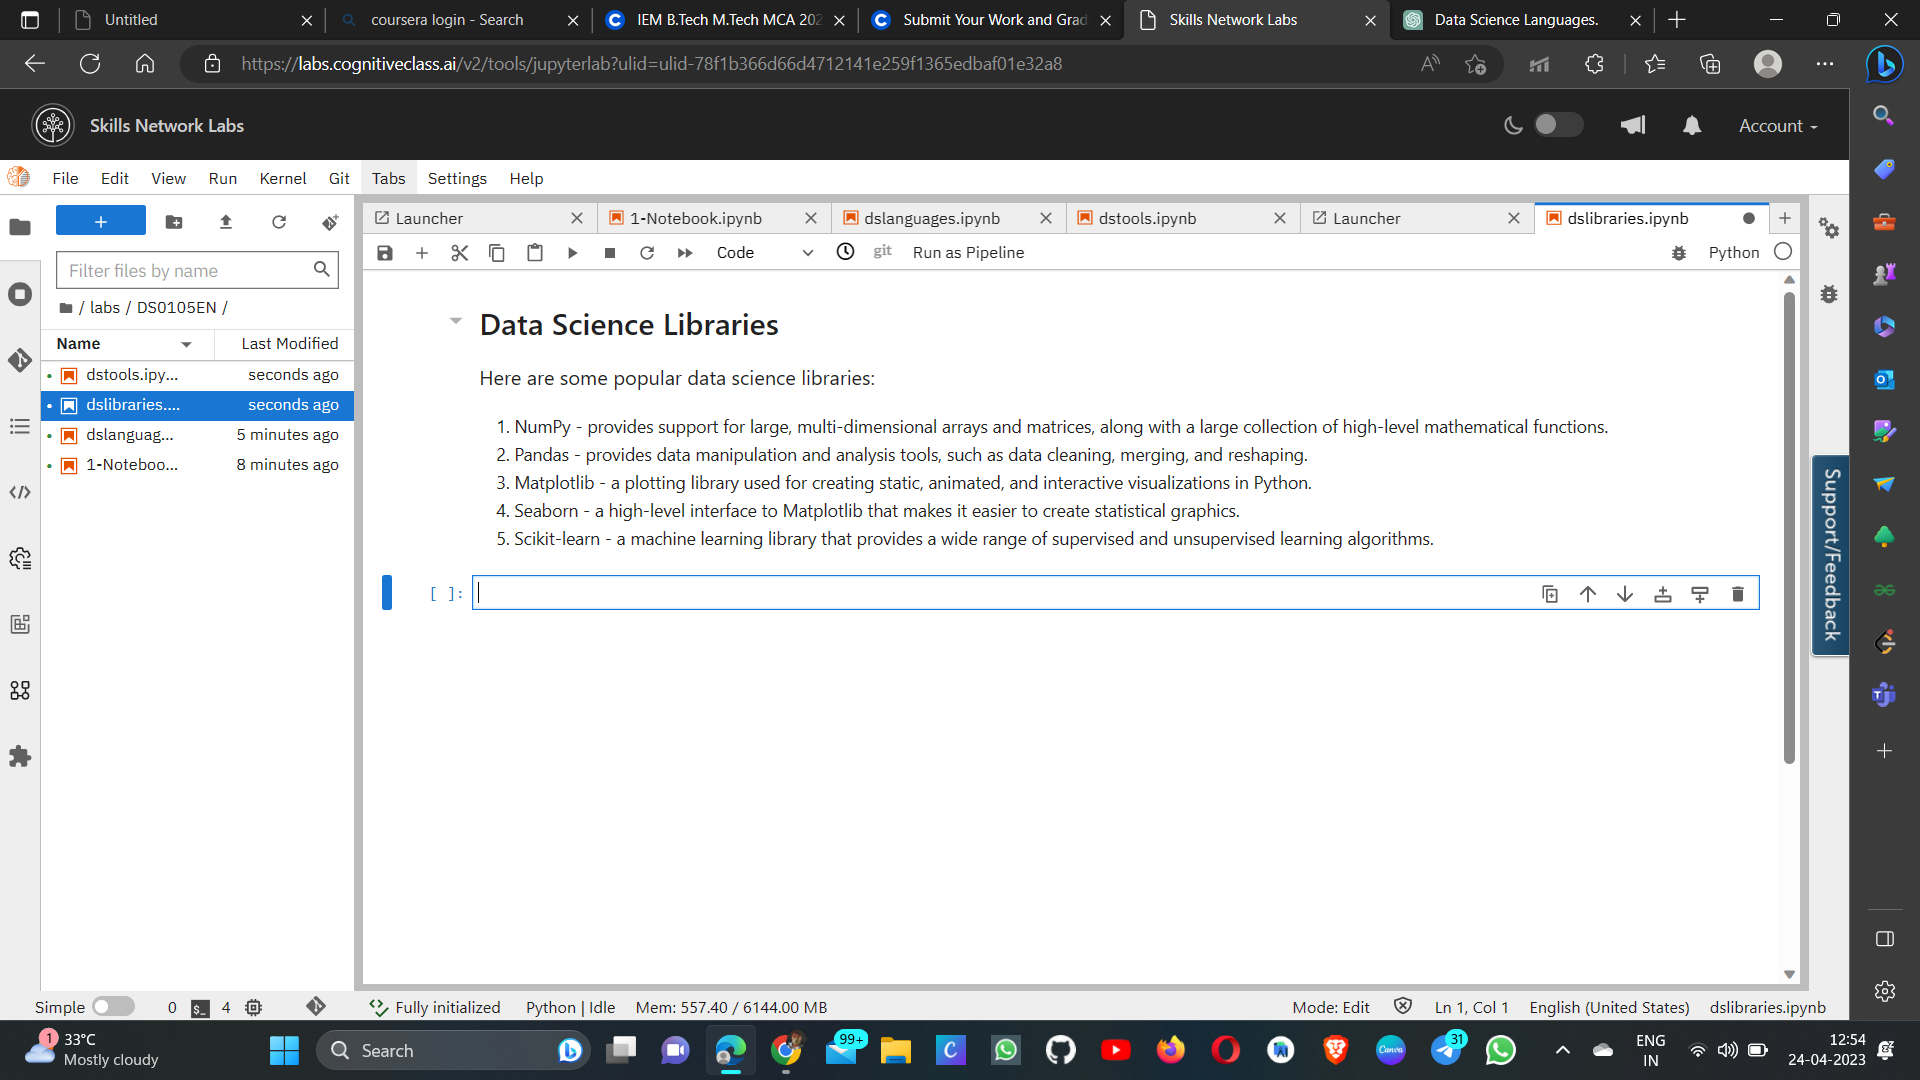 Untitled
coursera login - Search
IEM B.Tech M.Tech MCA 202
Submit Your Work and Grad
Skills Network Labs
Data Science Languages.
https://labs.cognitiveclass.ai/v2/tools/jupyterlab?ulid=ulid-78f1b366d66d4712141e259f1365edbaf01e32a8
Skills Network Labs
Account
File Edit View Run Kernel Git Tabs Settings Help
Launcher
1-Notebook.ipynb
dslanguages.ipynb
dstools.ipynb
Launcher
dslibraries.ipynb
Code
git
Run as Pipeline
Python
Filter files by name
/ labs / DS0105EN /
Name Last Modified
dstools.ipy... seconds ago
dslibraries.... seconds ago
dslanguag... 5 minutes ago
1-Noteboo... 8 minutes ago
Data Science Libraries
Here are some popular data science libraries:
1. NumPy - provides support for large, multi-dimensional arrays and matrices, along with a large collection of high-level mathematical functions.
2. Pandas - provides data manipulation and analysis tools, such as data cleaning, merging, and reshaping.
3. Matplotlib - a plotting library used for creating static, animated, and interactive visualizations in Python.
4. Seaborn - a high-level interface to Matplotlib that makes it easier to create statistical graphics.
5. Scikit-learn - a machine learning library that provides a wide range of supervised and unsupervised learning algorithms.
[ ]:
Support/Feedback
Simple 0 $_ 4 Fully initialized Python | Idle Mem: 557.40 / 6144.00 MB Mode: Edit Ln 1, Col 1 English (United States) dslibraries.ipynb
1
33°C
Mostly cloudy
Search
99+
C
Canva
31
ENG
IN
12:54
24-04-2023